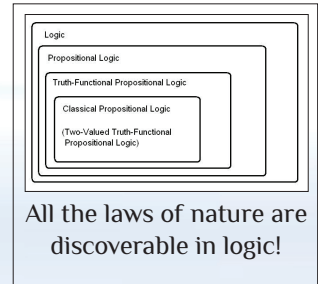 Logic
Propositional Logic
Truth-Functional Propositional Logic
Classical Propositional Logic
(Two-Valued Truth-Functional
Propositional Logic)
All the laws of nature are
discoverable in logic!